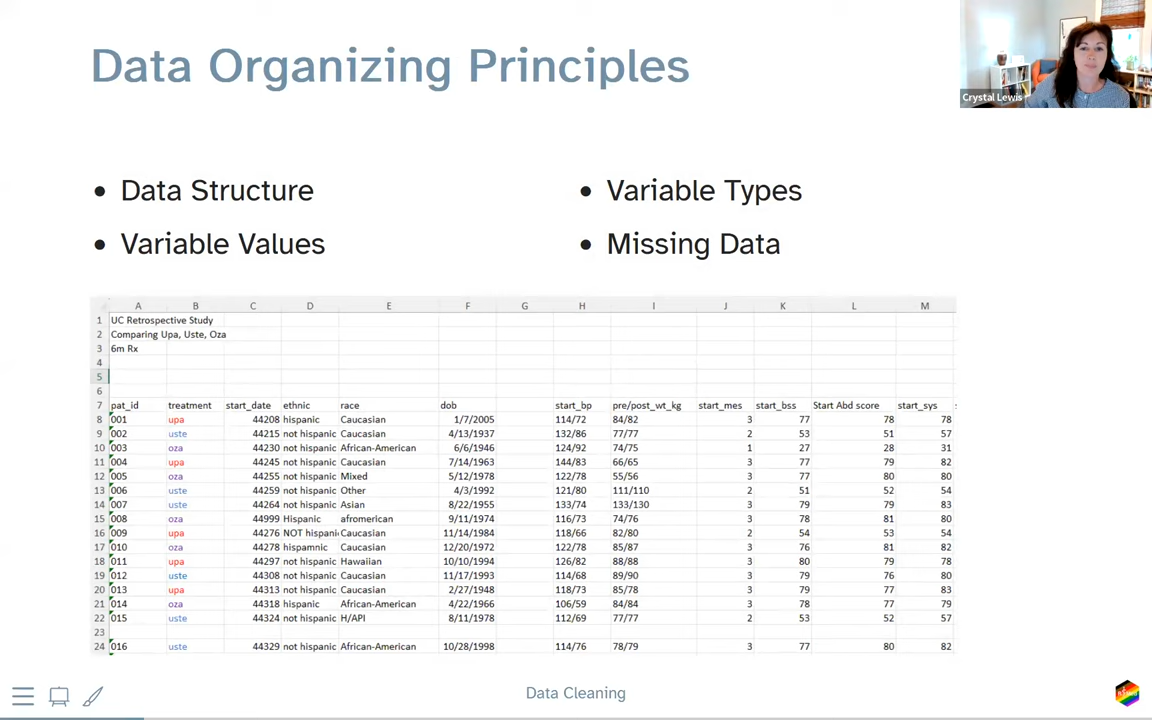 Data Organizing Principles
Crystal Lewis
• Data Structure
• Variable Values
• Variable Types
• Missing Data
A B C D E F G H I J K L M
1 UC Retrospective Study
2 Comparing Upa, Uste, Oza
3 6m Rx
4
5
6
7 pat_id treatment start_date ethnic race dob start_bp pre/post_wt_kg start_mes start_bss Start Abd score start_sys
8 001 upa 44208 hispanic Caucasian 1/7/2005 114/72 84/82 3 77 78 78
9 002 uste 44215 not hispanic Caucasian 4/13/1937 132/86 77/77 2 53 51 57
10 003 oza 44230 not hispanic African-American 6/6/1946 124/92 74/75 1 27 28 31
11 004 upa 44245 not hispanic Caucasian 7/14/1963 144/83 66/65 3 77 79 82
12 005 oza 44255 not hispanic Mixed 5/12/1978 122/78 55/56 3 77 80 80
13 006 uste 44259 not hispanic Other 4/3/1992 121/80 111/110 2 51 52 54
14 007 uste 44264 not hispanic Asian 8/22/1955 133/74 133/130 3 79 79 83
15 008 oza 44999 Hispanic afromerican 9/11/1974 116/73 74/76 3 78 81 80
16 009 upa 44276 NOT hispani Caucasian 11/14/1984 118/66 82/80 2 54 53 54
17 010 oza 44278 hispamnic Caucasian 12/20/1972 122/78 85/87 3 76 81 82
18 011 upa 44297 not hispanic Hawaiian 10/10/1994 126/82 88/88 3 80 79 78
19 012 uste 44308 not hispanic Caucasian 11/17/1993 114/68 89/90 3 79 76 80
20 013 upa 44313 not hispanic Caucasian 2/27/1948 118/73 85/78 3 79 77 83
21 014 oza 44318 hispanic African-American 4/22/1966 106/59 84/84 3 78 77 79
22 015 uste 44324 not hispanic H/API 8/11/1978 112/69 77/77 2 53 52 57
23
24 016 uste 44329 not hispanic African-American 10/28/1998 114/76 78/79 3 77 80 82
Data Cleaning